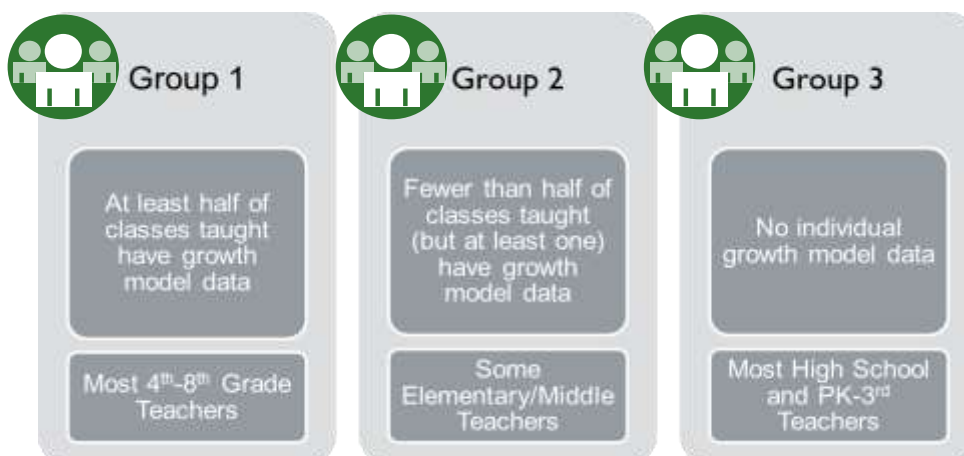 Group 1
At least half of
classes taught
have growth
model data
Most 4th-8th Grade
Teachers
Group 2
Fewer than half of
classes taught
(but at least one)
have growth
model data
Some
Elementary/Middle
Teachers
Group 3
No individual
growth model data
Most High School
and PK-3rd
Teachers